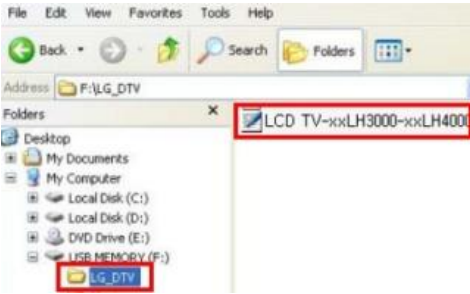 File Edit View Favorites Tools Help
Back Search Folders
Address F:\LG_DTV
Folders x
LCD TV-xxLH3000-xxLH4000
Desktop
My Documents
My Computer
Local Disk (C:)
Local Disk (D:)
DVD Drive (E:)
USB MEMORY (F:)
LG_DTV